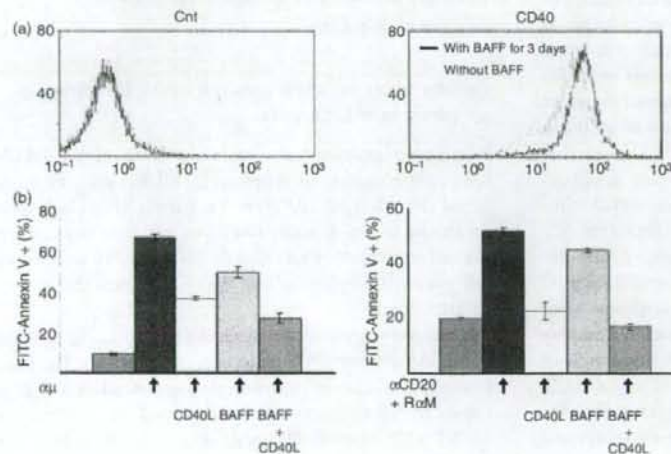 (a)
Cnt
CD40
80
40
10-1 100 101 102 103
80
40
With BAFF for 3 days
Without BAFF
10-1 100 101 102 103
(b)
FITC-Annexin V + (%)
80
60
40
20
αμ
CD40L BAFF BAFF
+
CD40L
FITC-Annexin V + (%)
60
40
20
αCD20
+ RαM
CD40L BAFF BAFF
+
CD40L